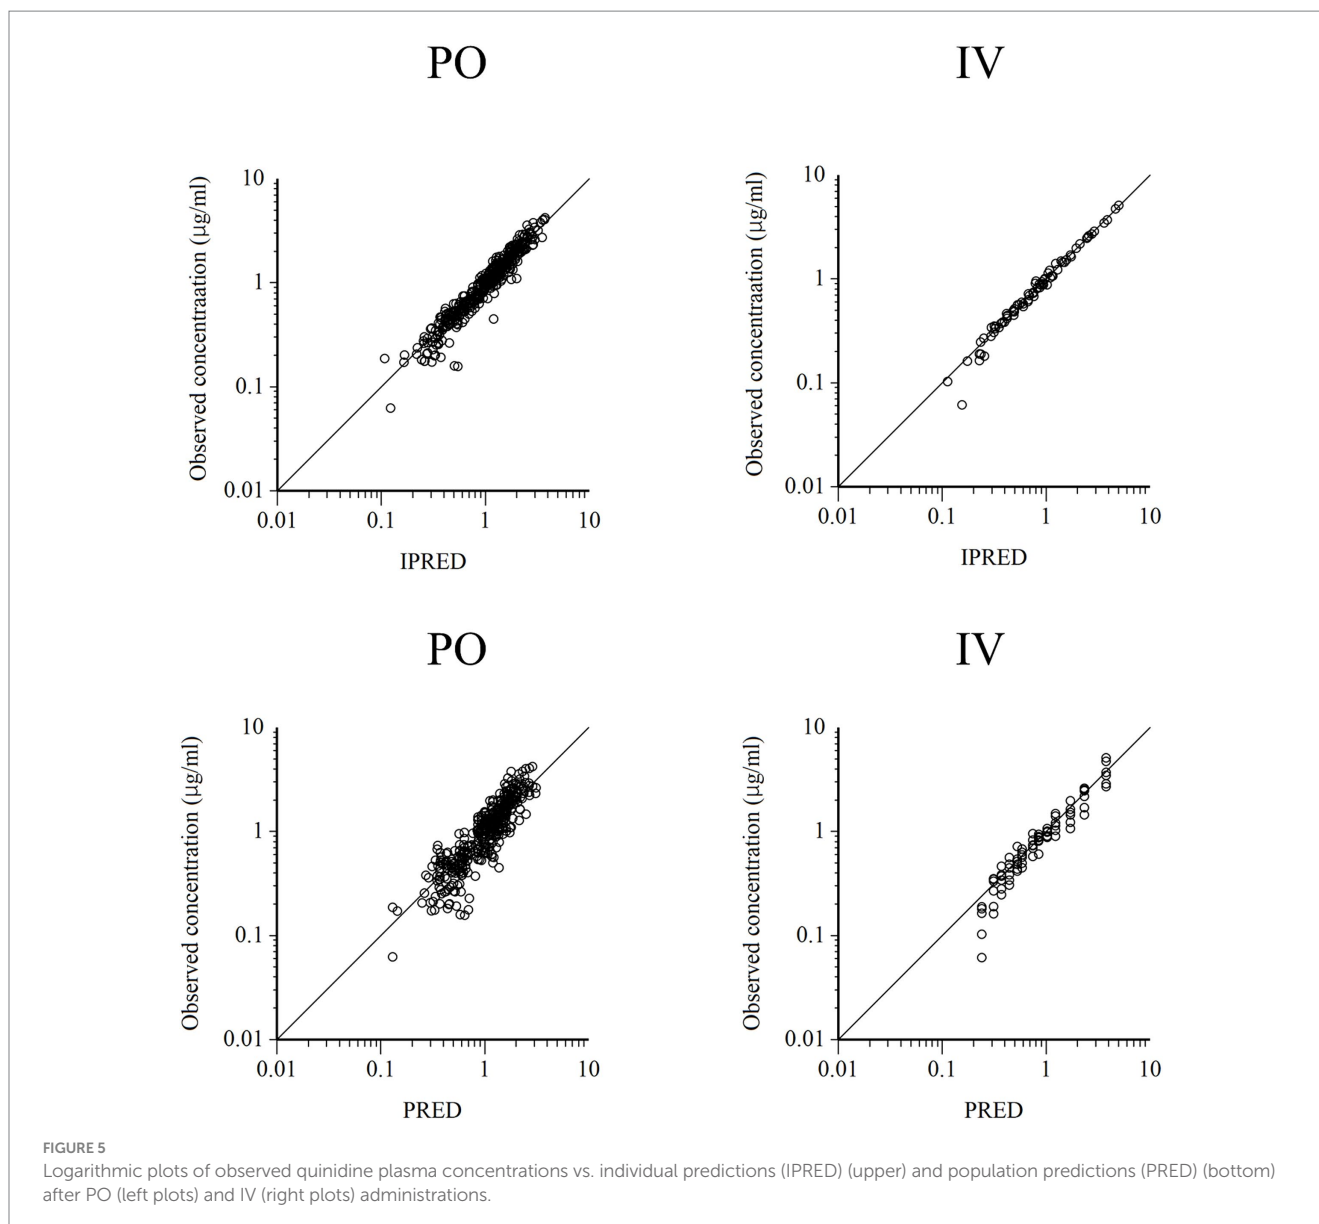 PO
IV
10
1
0.1
0.01
Observed concentraation (µg/ml)
0.01 0.1 1 10
IPRED
10
1
0.1
0.01
Observed concentraation (µg/ml)
0.01 0.1 1 10
IPRED
PO
IV
10
1
0.1
0.01
Observed concentration (µg/ml)
0.01 0.1 1 10
PRED
10
1
0.1
0.01
Observed concentration (µg/ml)
0.01 0.1 1 10
PRED
FIGURE 5
Logarithmic plots of observed quinidine plasma concentrations vs. individual predictions (IPRED) (upper) and population predictions (PRED) (bottom)
after PO (left plots) and IV (right plots) administrations.